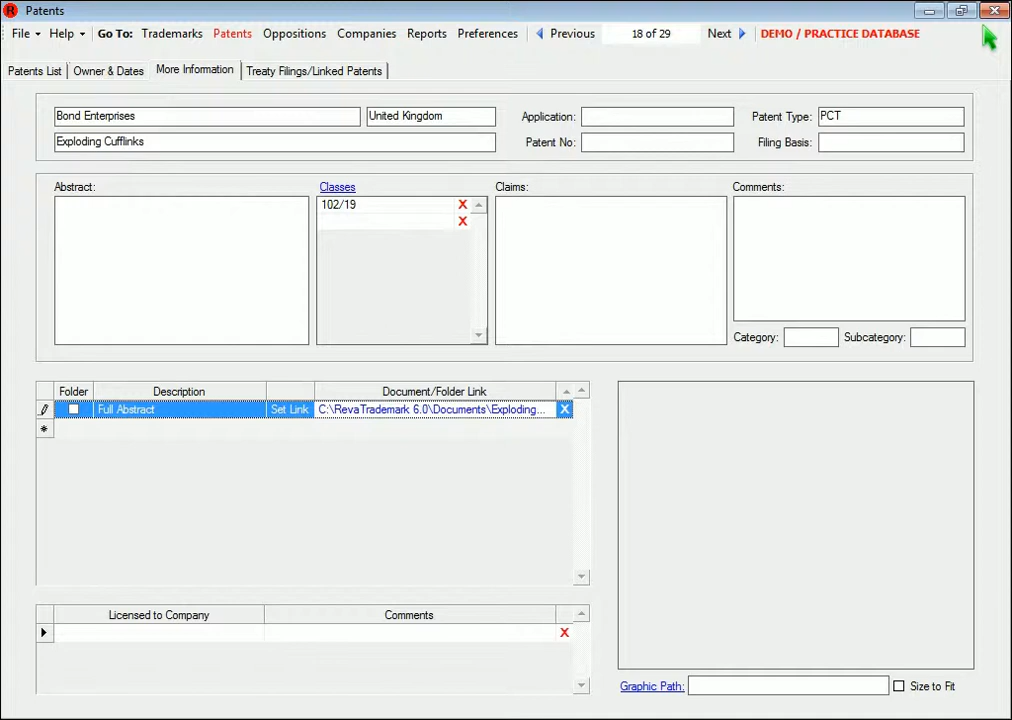 R Patents
File Help Go To: Trademarks Patents Oppositions Companies Reports Preferences Previous 18 of 29 Next DEMO / PRACTICE DATABASE
Patents List Owner & Dates More Information Treaty Filings/Linked Patents
Bond Enterprises United Kingdom Application: Patent Type: PCT
Exploding Cufflinks Patent No: Filing Basis:
Abstract: Classes Claims: Comments:
102/19 X
X
Category: Subcategory:
Folder Description Document/Folder Link
Full Abstract Set Link C:\RevaTrademark 6.0\Documents\Exploding... X
Licensed to Company Comments
X
Graphic Path: Size to Fit